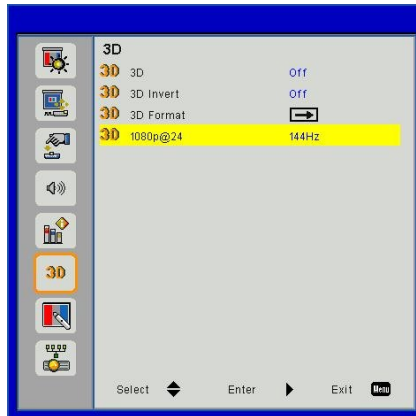 3D
3D 3D Off
3D 3D Invert Off
3D 3D Format
3D 1080p@24 144Hz
3D
Select Enter Exit Menu